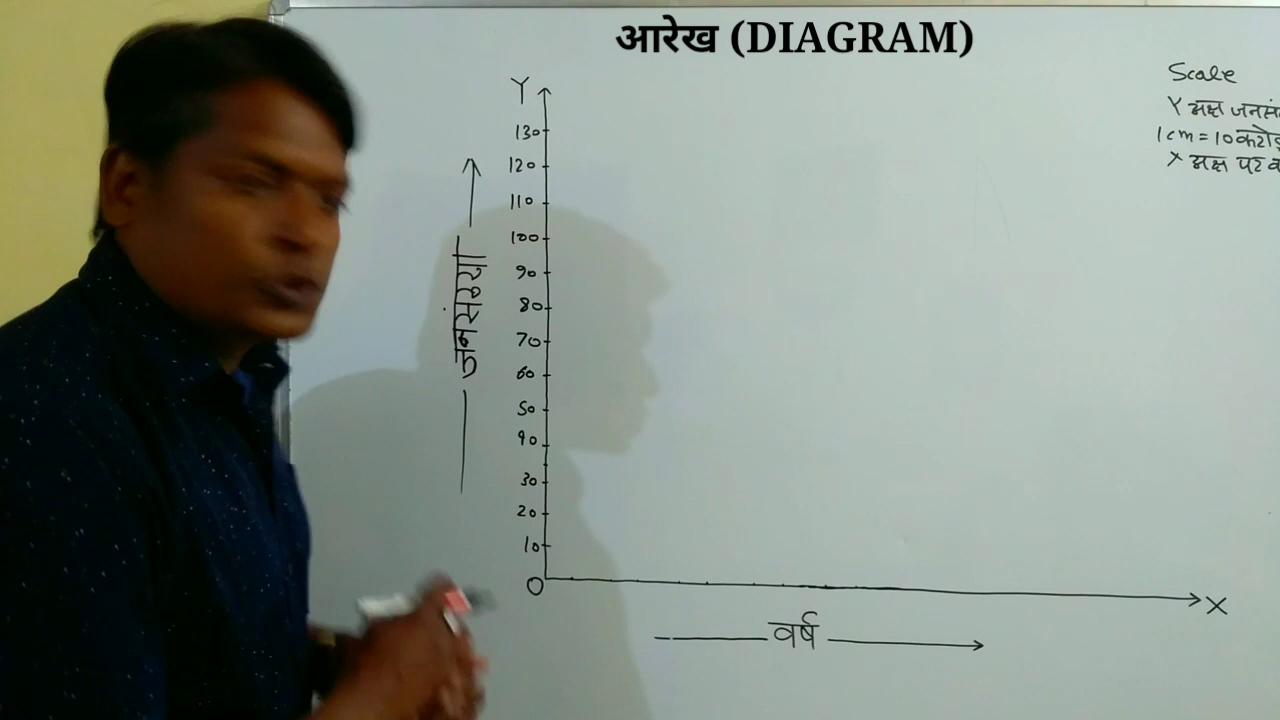 आरेख (DIAGRAM)
Scale
Y अक्ष
1cm = 10 करोड़
X अक्ष पर
Y
130
120
110
100
90
80
70
60
50
90
30
20
10
0
जनसंख्या
X
वर्ष